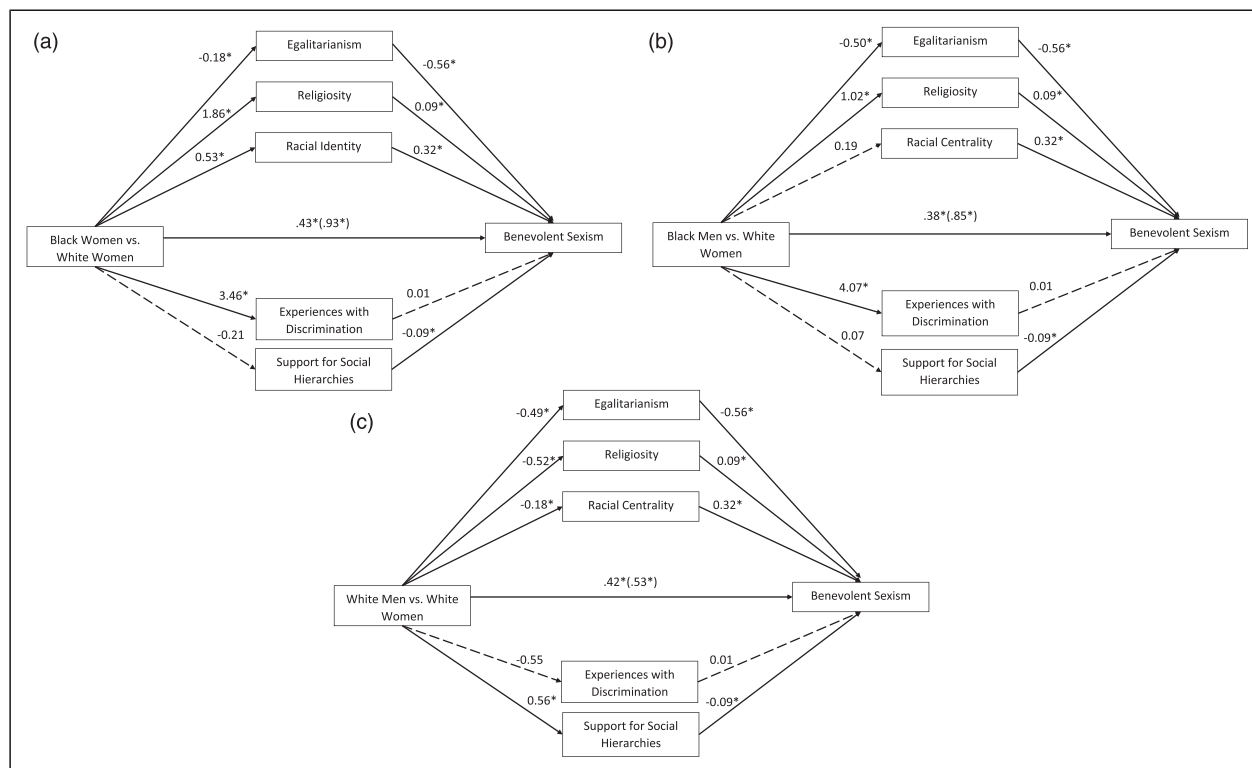 (a)
Egalitarianism
-0.18*
-0.56*
Religiosity
1.86*
0.09*
Racial Identity
0.53*
0.32*
.43*(.93*)
Black Women vs.
White Women
Benevolent Sexism
3.46*
0.01
Experiences with
Discrimination
-0.21
-0.09*
Support for Social
Hierarchies
(b)
Egalitarianism
-0.50*
-0.56*
Religiosity
1.02*
0.09*
Racial Centrality
0.19
0.32*
.38*(.85*)
Black Men vs. White
Women
Benevolent Sexism
4.07*
0.01
Experiences with
Discrimination
0.07
-0.09*
Support for Social
Hierarchies
(c)
Egalitarianism
-0.49*
-0.56*
Religiosity
-0.52*
0.09*
Racial Centrality
-0.18*
0.32*
.42*(.53*)
White Men vs. White
Women
Benevolent Sexism
-0.55
0.01
Experiences with
Discrimination
0.56*
-0.09*
Support for Social
Hierarchies